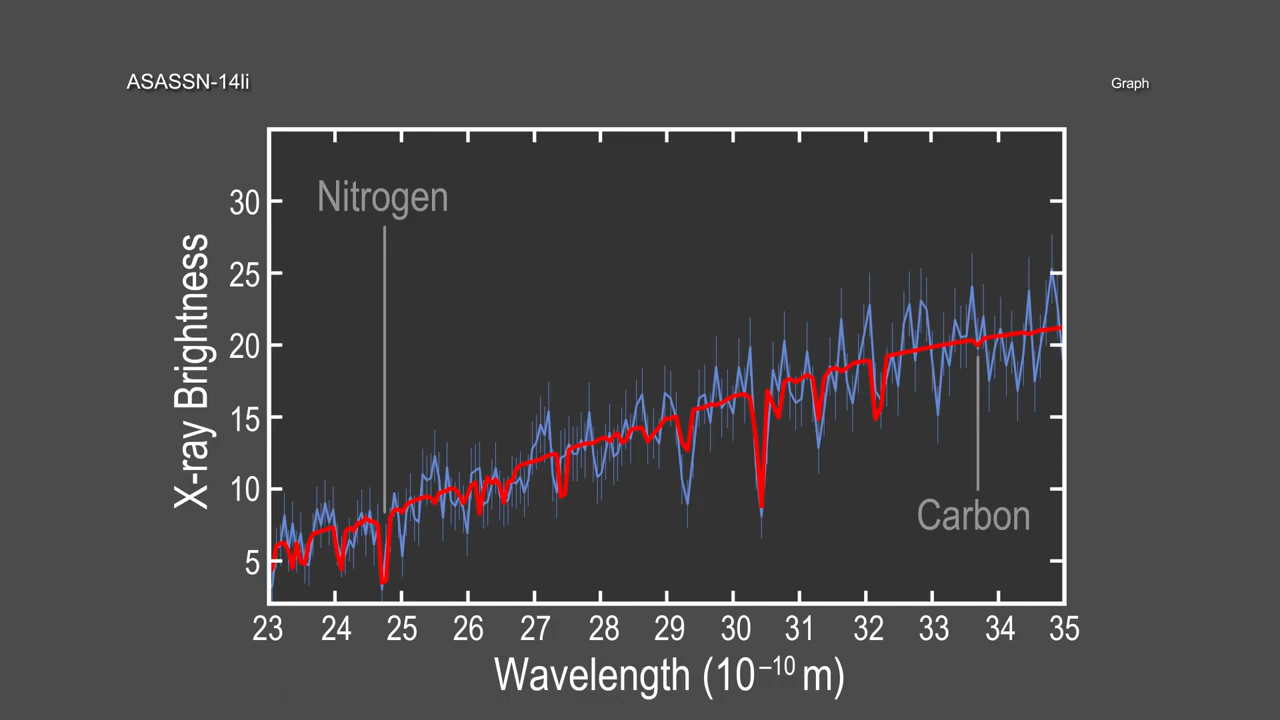 ASASSN-14li
Graph
Nitrogen
Carbon
X-ray Brightness
30
25
20
15
10
5
23 24 25 26 27 28 29 30 31 32 33 34 35
Wavelength (10⁻¹⁰ m)